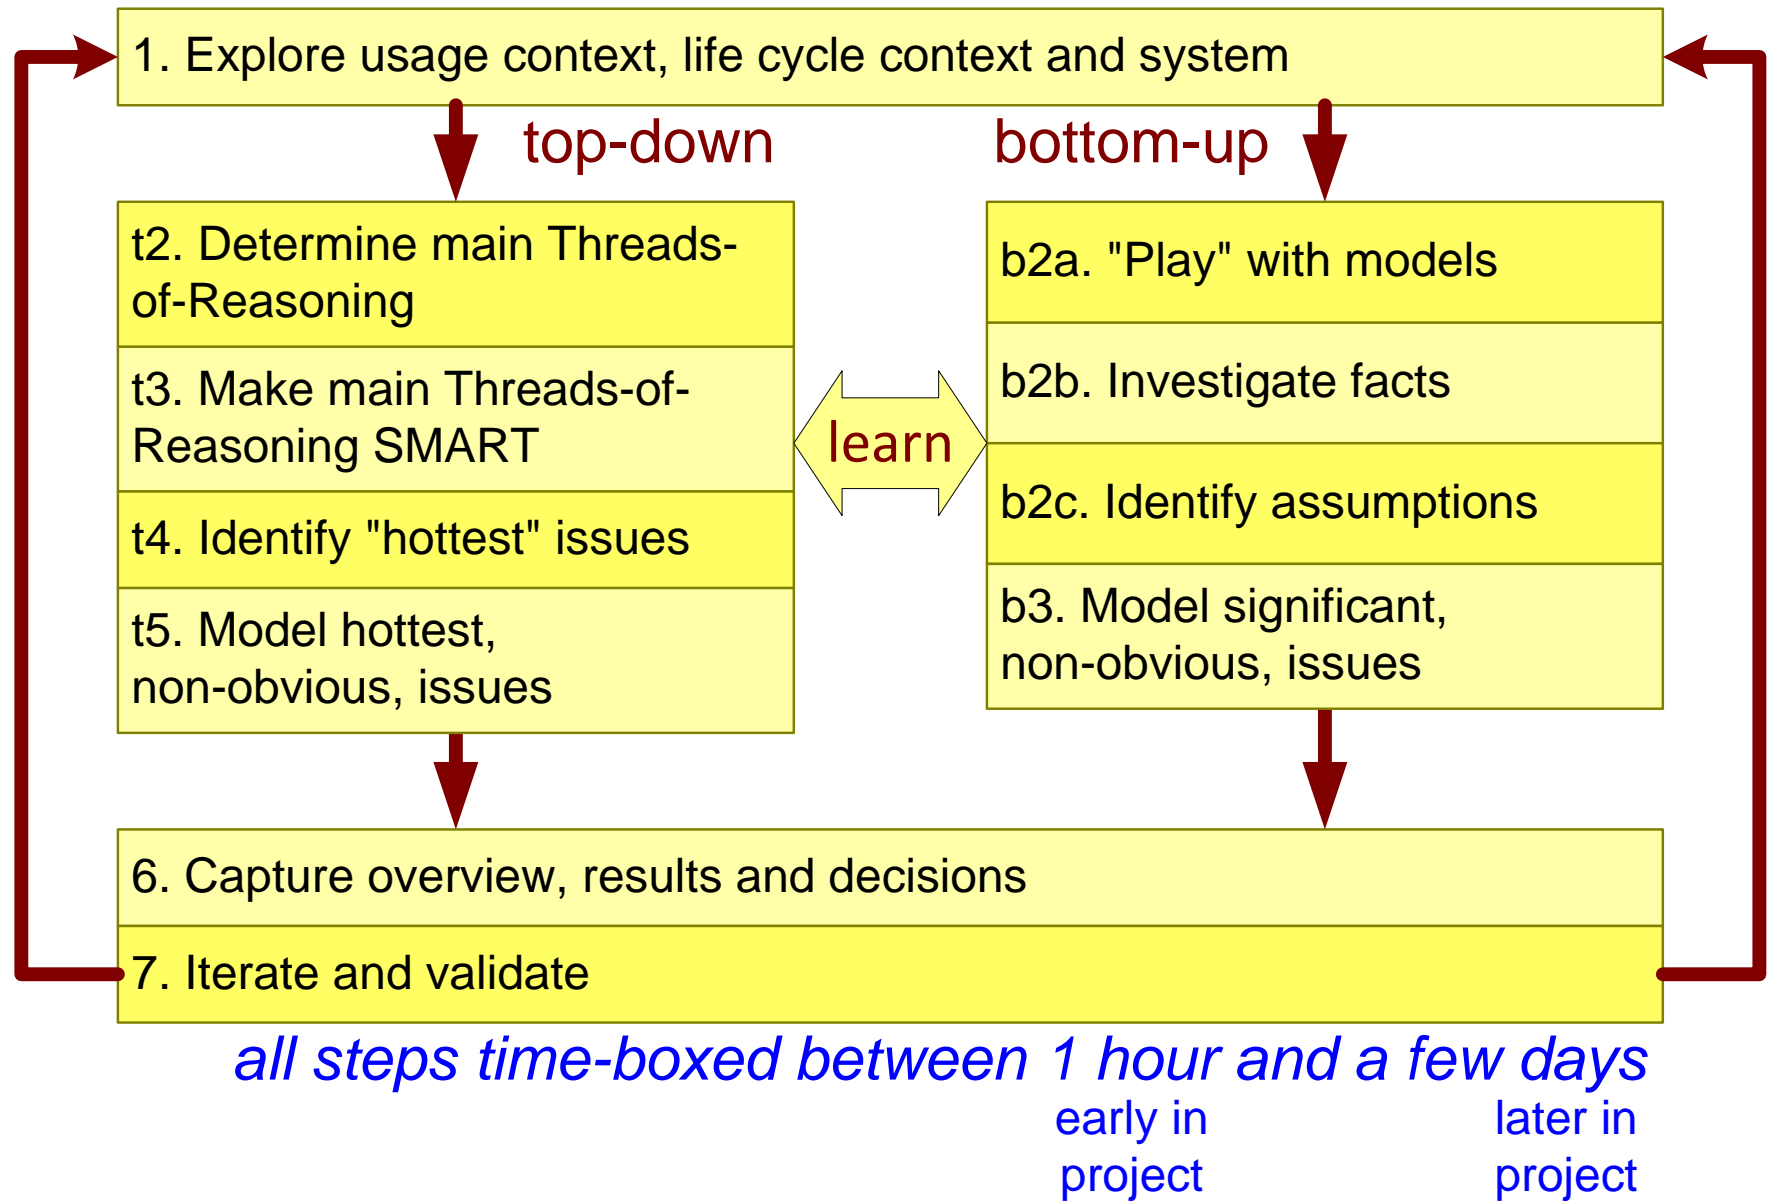 1. Explore usage context, life cycle context and system
top-down
bottom-up
t2. Determine main Threads-
of-Reasoning
t3. Make main Threads-of-
Reasoning SMART
t4. Identify "hottest" issues
t5. Model hottest,
non-obvious, issues
learn
b2a. "Play" with models
b2b. Investigate facts
b2c. Identify assumptions
b3. Model significant,
non-obvious, issues
6. Capture overview, results and decisions
7. Iterate and validate
all steps time-boxed between 1 hour and a few days
early in
project
later in
project